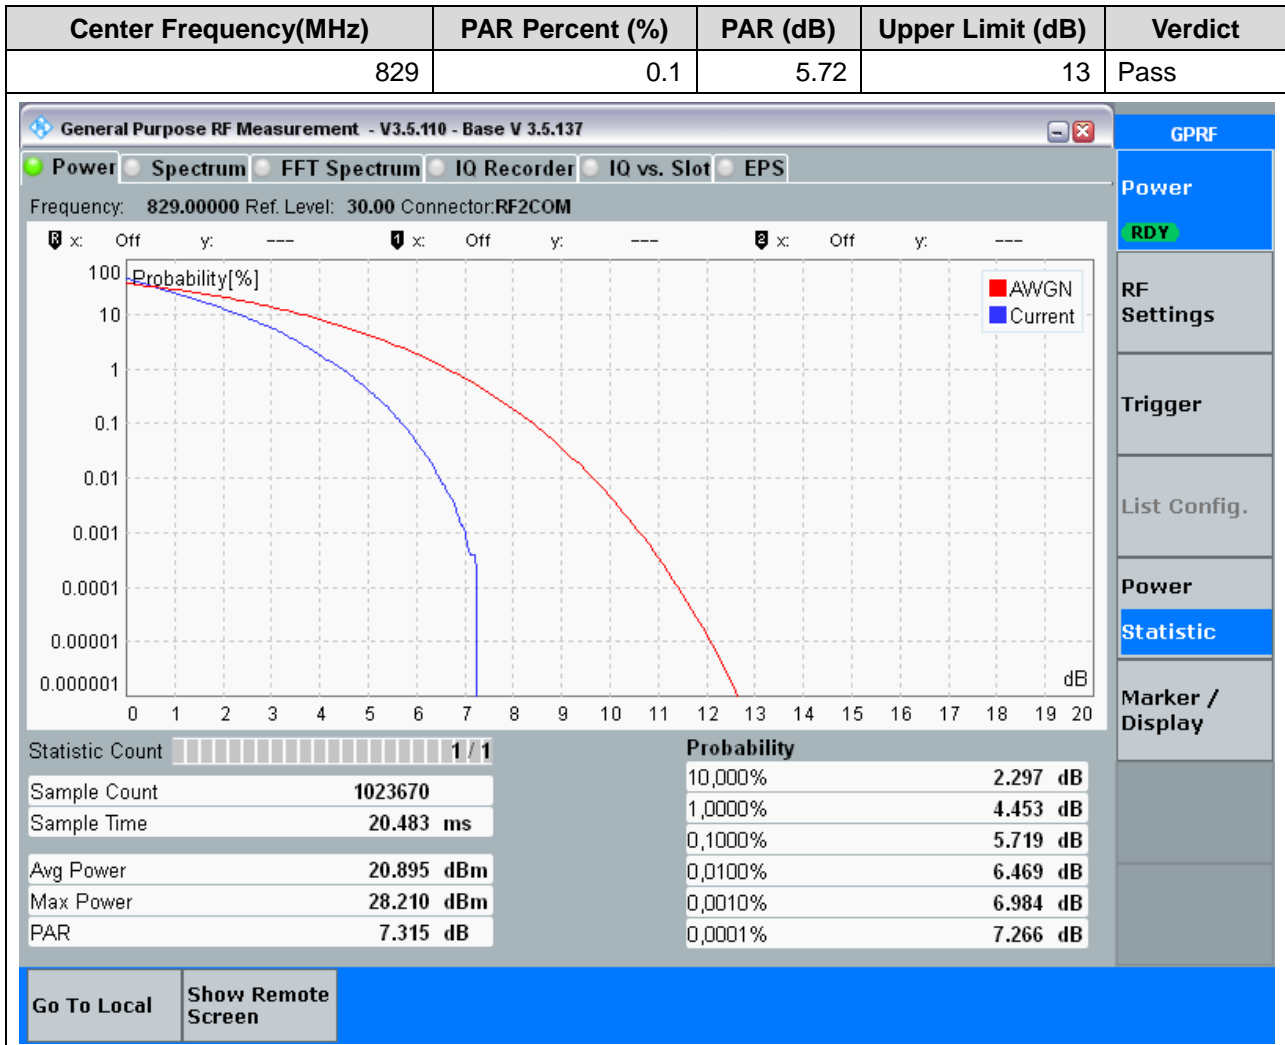 Center Frequency(MHz) PAR Percent (%) PAR (dB) Upper Limit (dB) Verdict
829 0.1 5.72 13 Pass
General Purpose RF Measurement - V3.5.110 - Base V 3.5.137
GPRF
Power Spectrum FFT Spectrum IQ Recorder IQ vs. Slot EPS
Frequency: 829.00000 Ref. Level: 30.00 Connector:RF2COM
R x: Off y: --- 1 x: Off y: --- 2 x: Off y: ---
Probability[%]
AWGN
Current
100
10
1
0.1
0.01
0.001
0.0001
0.00001
0.000001
dB
0 1 2 3 4 5 6 7 8 9 10 11 12 13 14 15 16 17 18 19 20
Statistic Count 1 / 1
Sample Count 1023670
Sample Time 20.483 ms
Avg Power 20.895 dBm
Max Power 28.210 dBm
PAR 7.315 dB
Probability
10,000% 2.297 dB
1,0000% 4.453 dB
0,1000% 5.719 dB
0,0100% 6.469 dB
0,0010% 6.984 dB
0,0001% 7.266 dB
Power
RDY
RF
Settings
Trigger
List Config.
Power
Statistic
Marker /
Display
Go To Local
Show Remote
Screen